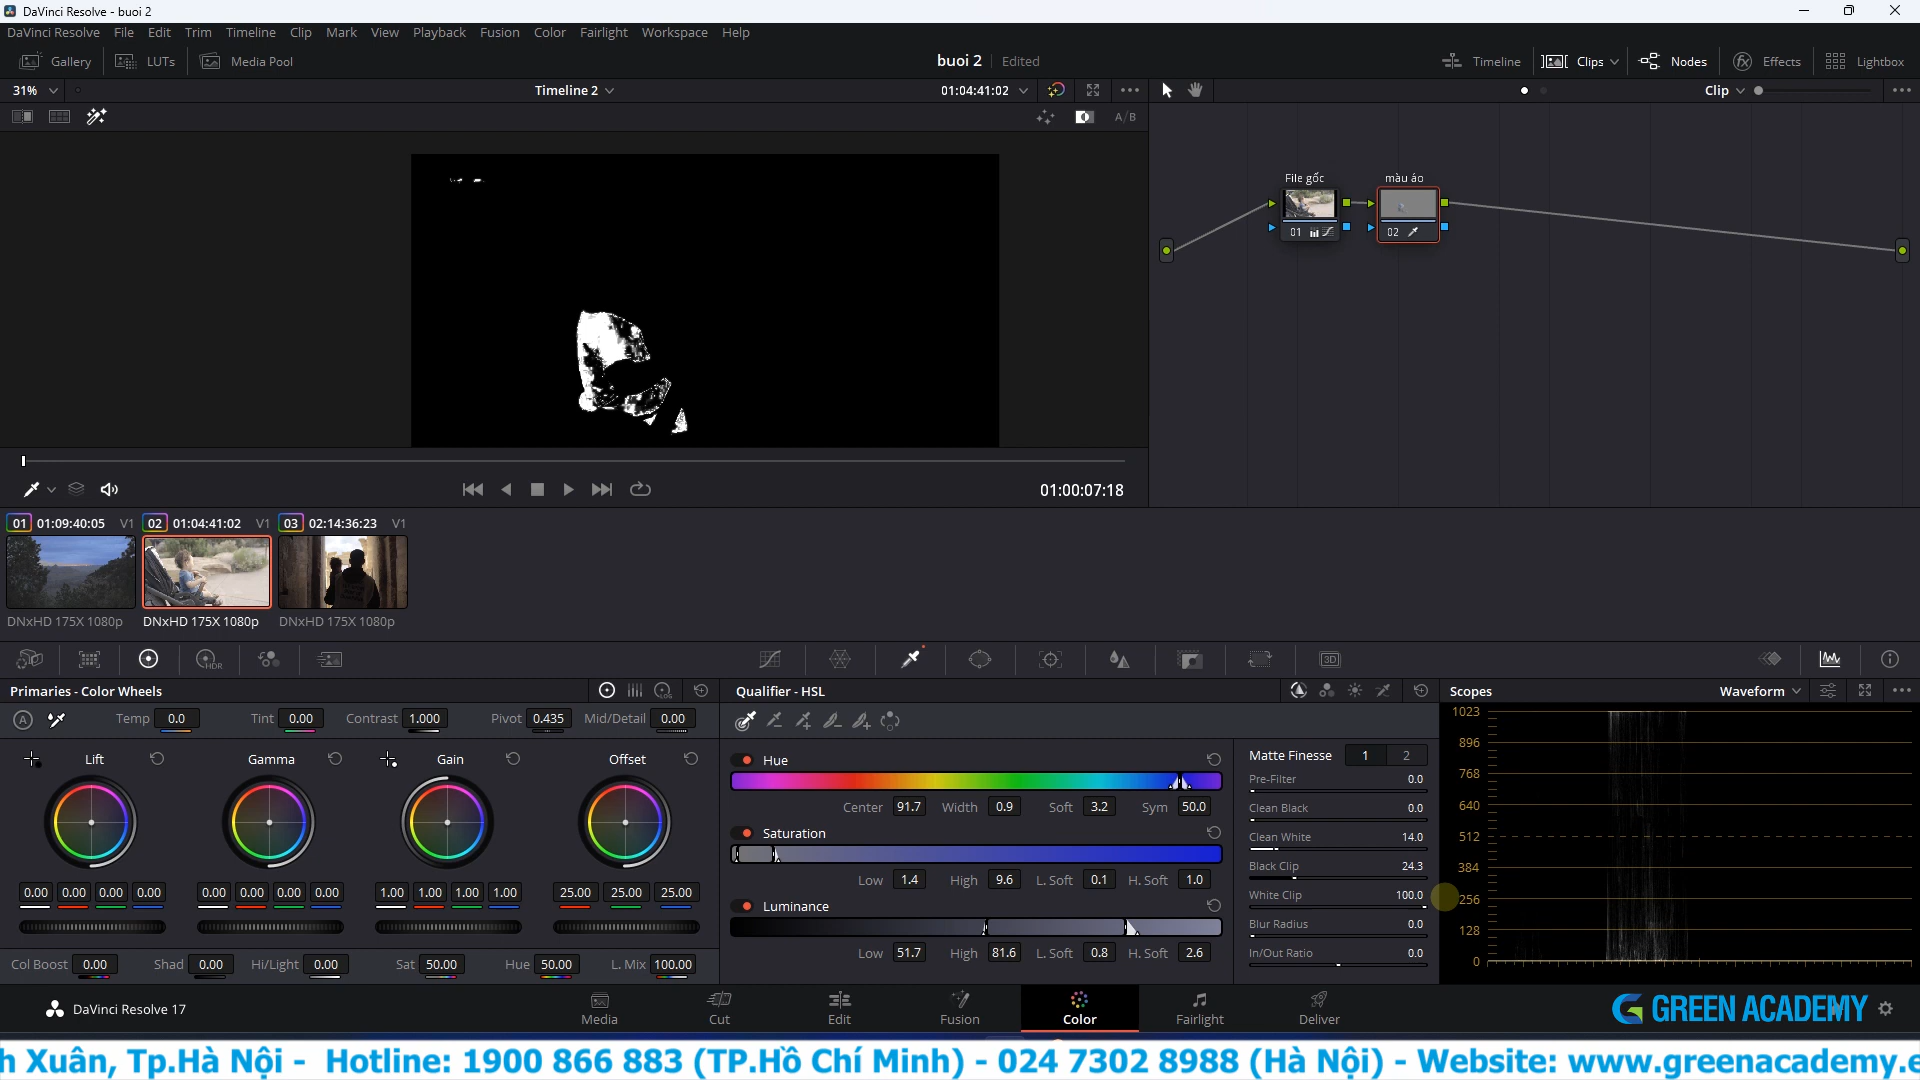 DaVinci Resolve - buoi 2
DaVinci Resolve File Edit Trim Timeline Clip Mark View Playback Fusion Color Fairlight Workspace Help
Gallery LUTs Media Pool buoi 2 Edited Timeline Clips Nodes Effects Lightbox
31% Timeline 2 01:04:41:02 Clip
A/B
File gốc màu áo
01 02
01:00:07:18
01 01:09:40:05 V1 02 01:04:41:02 V1 03 02:14:36:23 V1
DNxHD 175X 1080p DNxHD 175X 1080p DNxHD 175X 1080p
HDR 3D
Primaries - Color Wheels LOG Qualifier - HSL Scopes Waveform
A Temp 0.0 Tint 0.00 Contrast 1.000 Pivot 0.435 Mid/Detail 0.00
Lift Gamma Gain Offset
0.00 0.00 0.00 0.00 0.00 0.00 0.00 0.00 1.00 1.00 1.00 1.00 25.00 25.00 25.00
Col Boost 0.00 Shad 0.00 Hi/Light 0.00 Sat 50.00 Hue 50.00 L. Mix 100.00
Hue
Center 91.7 Width 0.9 Soft 3.2 Sym 50.0
Saturation
Low 1.4 High 9.6 L. Soft 0.1 H. Soft 1.0
Luminance
Low 51.7 High 81.6 L. Soft 0.8 H. Soft 2.6
Matte Finesse 1 2
Pre-Filter 0.0
Clean Black 0.0
Clean White 14.0
Black Clip 24.3
White Clip 100.0
Blur Radius 0.0
In/Out Ratio 0.0
1023
896
768
640
512
384
256
128
0
DaVinci Resolve 17 Media Cut Edit Fusion Color Fairlight Deliver
GREEN ACADEMY
h Xuân, Tp.Hà Nội - Hotline: 1900 866 883 (TP.Hồ Chí Minh) - 024 7302 8988 (Hà Nội) - Website: www.greenacademy.e